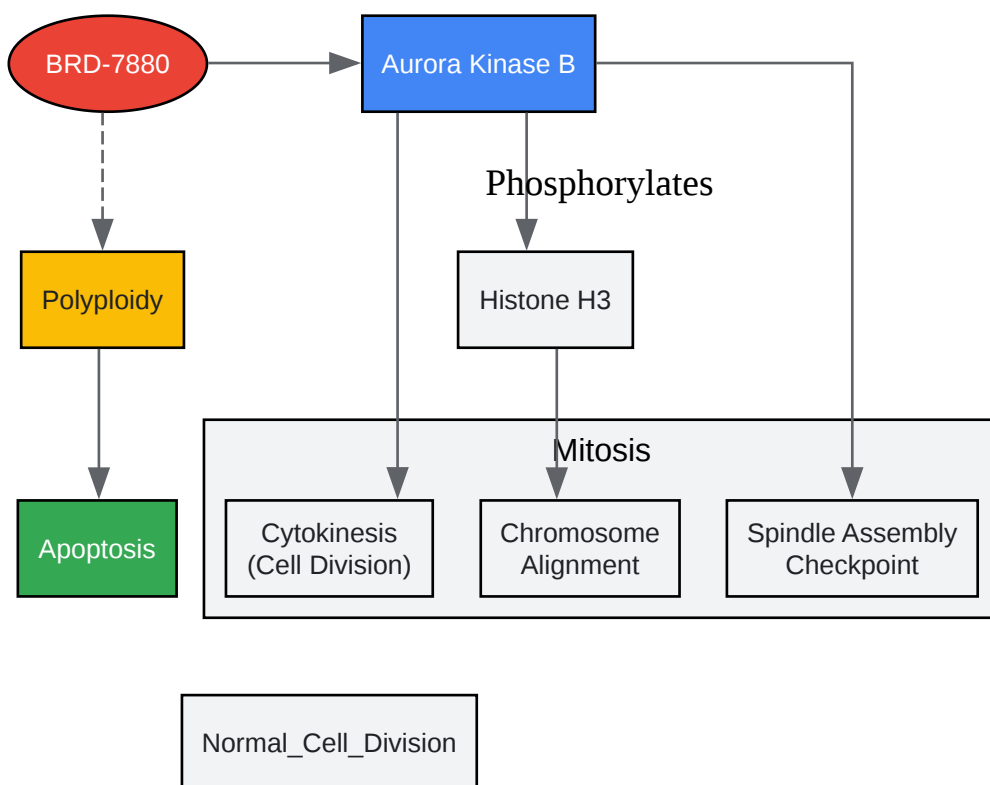 BRD-7880
Aurora Kinase B
Phosphorylates
Polyploidy
Histone H3
Mitosis
Apoptosis
Cytokinesis
(Cell Division)
Chromosome
Alignment
Spindle Assembly
Checkpoint
Normal_Cell_Division